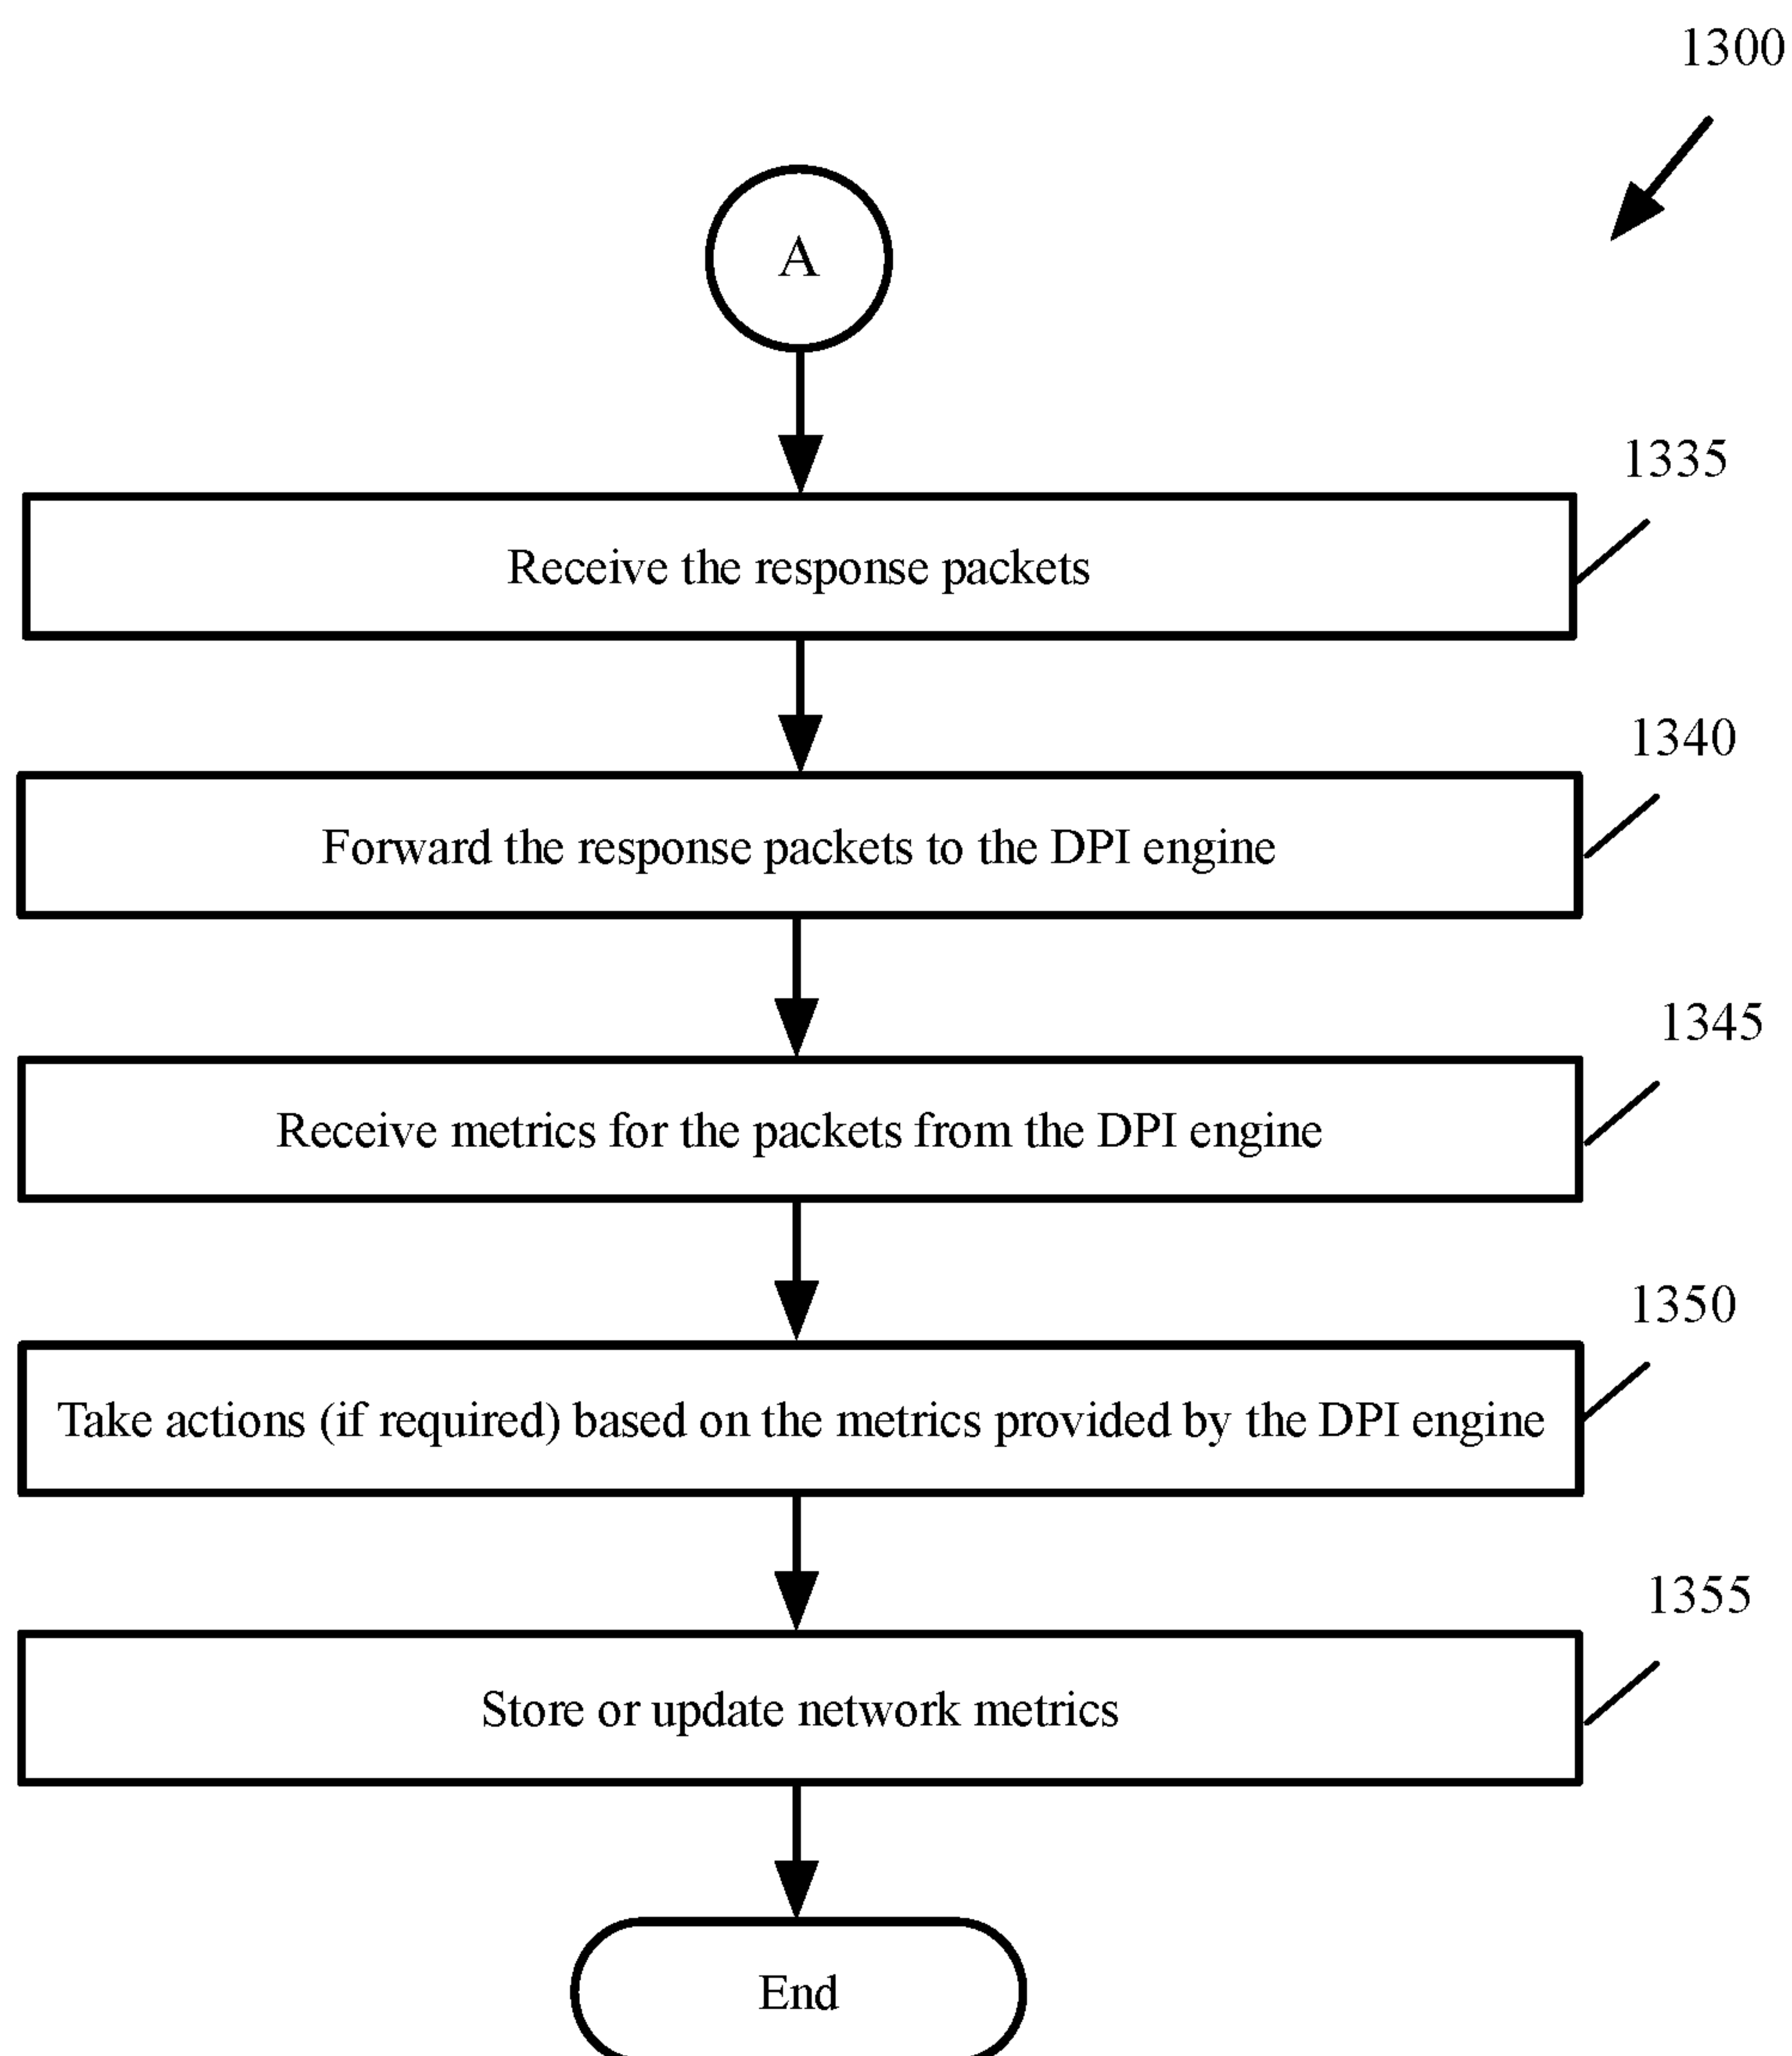 1300
A
1335
Receive the response packets
1340
Forward the response packets to the DPI engine
1345
Receive metrics for the packets from the DPI engine
1350
Take actions (if required) based on the metrics provided by the DPI engine
1355
Store or update network metrics
End